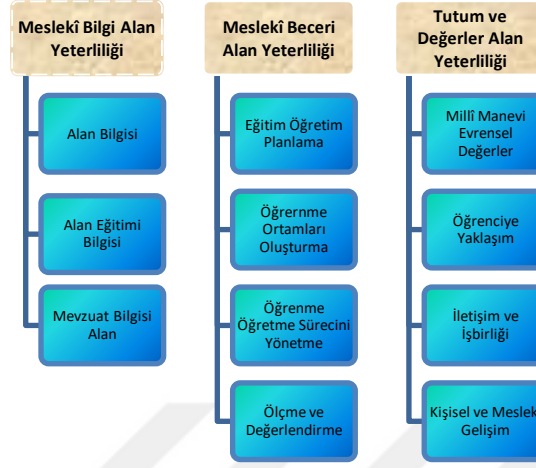 Meslekî Bilgi Alan
Yeterliliği
Alan Bilgisi
Alan Eğitimi
Bilgisi
Mevzuat Bilgisi
Alan
Meslekî Beceri
Alan Yeterliliği
Eğitim Öğretim
Planlama
Öğrernme
Ortamları
Oluşturma
Öğrenme
Öğretme Sürecini
Yönetme
Ölçme ve
Değerlendirme
Tutum ve
Değerler Alan
Yeterliliği
Millî Manevi
Evrensel
Değerler
Öğrenciye
Yaklaşım
İletişim ve
İşbirliği
Kişisel ve Meslek
Gelişim